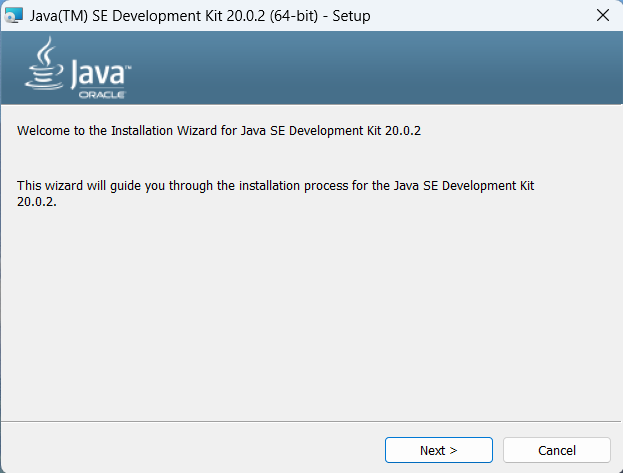 Java(TM) SE Development Kit 20.0.2 (64-bit) - Setup
Java™
ORACLE
Welcome to the Installation Wizard for Java SE Development Kit 20.0.2
This wizard will guide you through the installation process for the Java SE Development Kit
20.0.2.
Next > Cancel